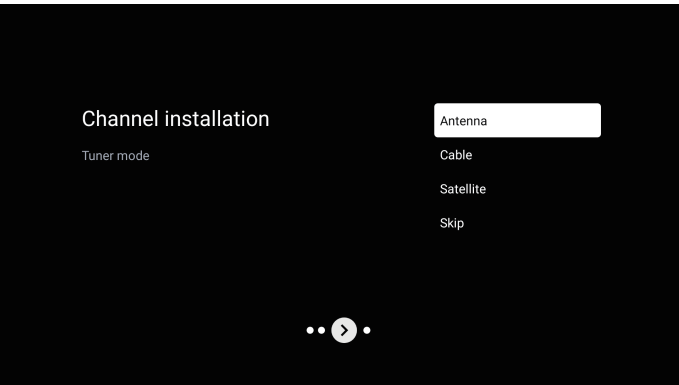 Channel installation
Tuner mode
Antenna
Cable
Satellite
Skip